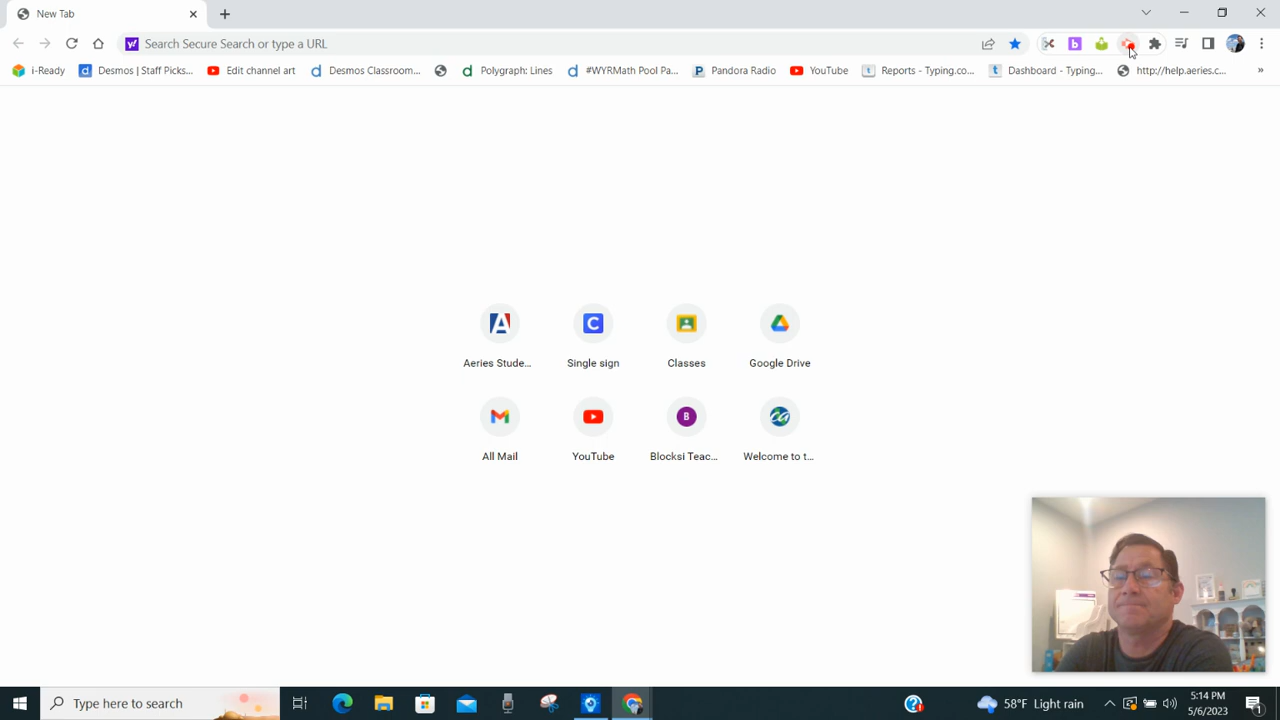 New Tab
Search Secure Search or type a URL
i-Ready
Desmos | Staff Picks...
Edit channel art
Desmos Classroom...
Polygraph: Lines
#WYRMath Pool Pa...
Pandora Radio
YouTube
Reports - Typing.co...
Dashboard - Typing...
http://help.aeries.c...
»
Aeries Stude...
Single sign
Classes
Google Drive
All Mail
YouTube
Blocksi Teac...
Welcome to t...
Type here to search
58°F Light rain
5:14 PM
5/6/2023